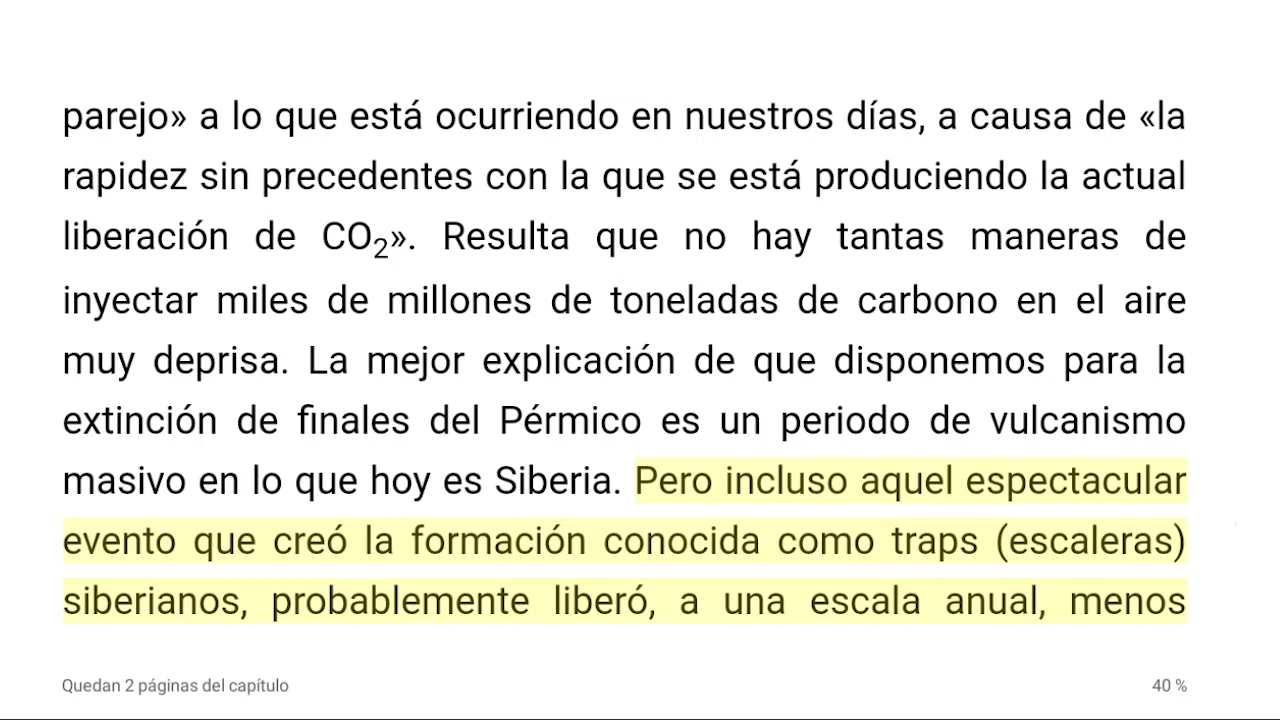 parejo» a lo que está ocurriendo en nuestros días, a causa de «la
rapidez sin precedentes con la que se está produciendo la actual
liberación de CO₂». Resulta que no hay tantas maneras de
inyectar miles de millones de toneladas de carbono en el aire
muy deprisa. La mejor explicación de que disponemos para la
extinción de finales del Pérmico es un periodo de vulcanismo
masivo en lo que hoy es Siberia. Pero incluso aquel espectacular
evento que creó la formación conocida como traps (escaleras)
siberianos, probablemente liberó, a una escala anual, menos
Quedan 2 páginas del capítulo
40 %